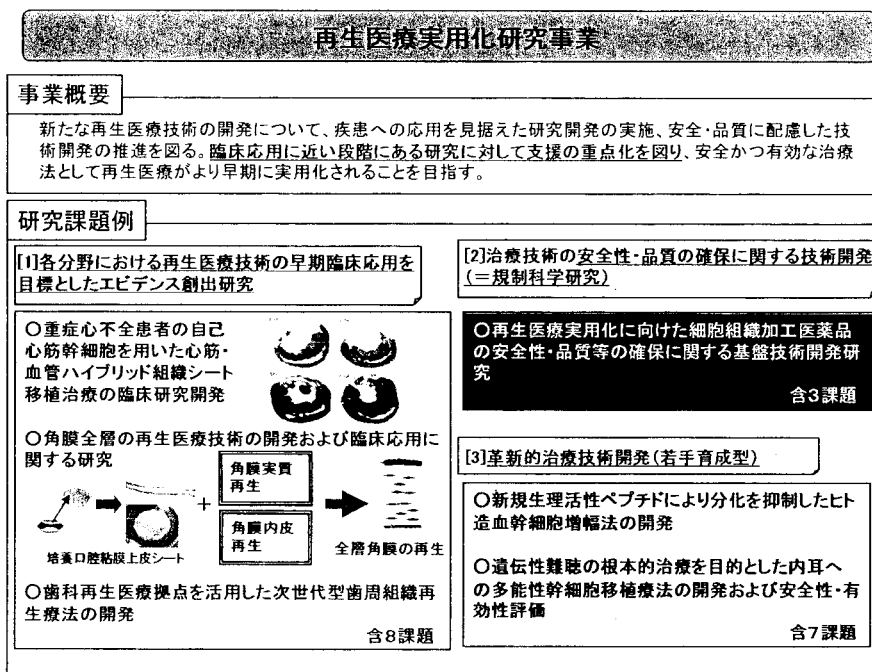 再生医療実用化研究事業
事業概要
新たな再生医療技術の開発について、疾患への応用を見据えた研究開発の実施、安全・品質に配慮した技
術開発の推進を図る。臨床応用に近い段階にある研究に対して支援の重点化を図り、安全かつ有効な治療
法として再生医療がより早期に実用化されることを目指す。
研究課題例
[1]各分野における再生医療技術の早期臨床応用を
目標としたエビデンス創出研究
○重症心不全患者の自己
心筋幹細胞を用いた心筋・
血管ハイブリッド組織シート
移植治療の臨床研究開発
○角膜全層の再生医療技術の開発および臨床応用に
関する研究
角膜実質
再生
+
角膜内皮
再生
培養口腔粘膜上皮シート
全層角膜の再生
○歯科再生医療拠点を活用した次世代型歯周組織再
生療法の開発
含8課題
[2]治療技術の安全性・品質の確保に関する技術開発
(=規制科学研究)
○再生医療実用化に向けた細胞組織加工医薬品
の安全性・品質等の確保に関する基盤技術開発研
究
含3課題
[3]革新的治療技術開発(若手育成型)
○新規生理活性ペプチドにより分化を抑制したヒト
造血幹細胞増幅法の開発
○遺伝性難聴の根本的治療を目的とした内耳へ
の多能性幹細胞移植療法の開発および安全性・有
効性評価
含7課題